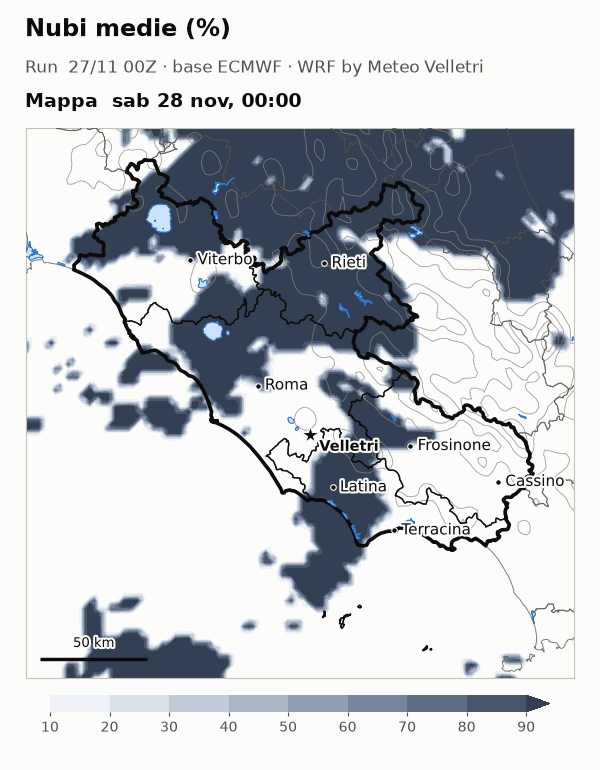 Nubi medie (%)
Run 27/11 00Z · base ECMWF · WRF by Meteo Velletri
Mappa sab 28 nov, 00:00
Viterbo
Rieti
Roma
Velletri
Frosinone
Latina
Cassino
Terracina
50 km
10 20 30 40 50 60 70 80 90